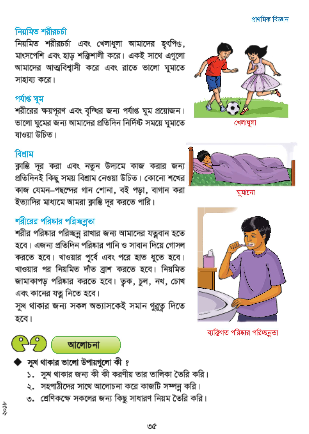 প্রাথমিক বিজ্ঞান
নিয়মিত শরীরচর্চা
নিয়মিত শরীরচর্চা এবং খেলাধুলা আমাদের হৃৎপিণ্ড,
মাংসপেশি এবং হাড় শক্তিশালী করে। একই সাথে এগুলো
আমাদের আত্মবিশ্বাসী করে এবং রাতে ভালো ঘুমাতে
সাহায্য করে।
খেলাধুলা
পর্যাপ্ত ঘুম
শরীরের ক্ষয়পূরণ এবং বৃদ্ধির জন্য পর্যাপ্ত ঘুম প্রয়োজন।
ভালো ঘুমের জন্য আমাদের প্রতিদিন নির্দিষ্ট সময়ে ঘুমাতে
যাওয়া উচিত।
বিশ্রাম
ক্লান্তি দূর করা এবং নতুন উদ্যমে কাজ করার জন্য
প্রতিদিনই কিছু সময় বিশ্রাম নেওয়া উচিত। কোনো শখের
কাজ যেমন–পছন্দের গান শোনা, বই পড়া, বাগান করা
ইত্যাদির মাধ্যমে আমরা ক্লান্তি দূর করতে পারি।
ঘুমানো
শরীরের পরিষ্কার পরিচ্ছন্নতা
শরীর পরিষ্কার পরিচ্ছন্ন রাখার জন্য আমাদের যত্নবান হতে
হবে। এজন্য প্রতিদিন পরিষ্কার পানি ও সাবান দিয়ে গোসল
করতে হবে। খাওয়ার পূর্বে এবং পরে হাত ধুতে হবে।
খাওয়ার পর নিয়মিত দাঁত ব্রাশ করতে হবে। নিয়মিত
জামাকাপড় পরিষ্কার করতে হবে। ত্বক, চুল, নখ, চোখ
এবং কানের যত্ন নিতে হবে।
সুস্থ থাকার জন্য সকল অভ্যাসকেই সমান গুরুত্ব দিতে
হবে।
ব্যক্তিগত পরিষ্কার পরিচ্ছন্নতা
আলোচনা
◆ সুস্থ থাকার ভালো উপায়গুলো কী ?
১. সুস্থ থাকার জন্য কী কী করণীয় তার তালিকা তৈরি করি।
২. সহপাঠীদের সাথে আলোচনা করে কাজটি সম্পন্ন করি।
৩. শ্রেণিকক্ষে সকলের জন্য কিছু সাধারণ নিয়ম তৈরি করি।
৩৫